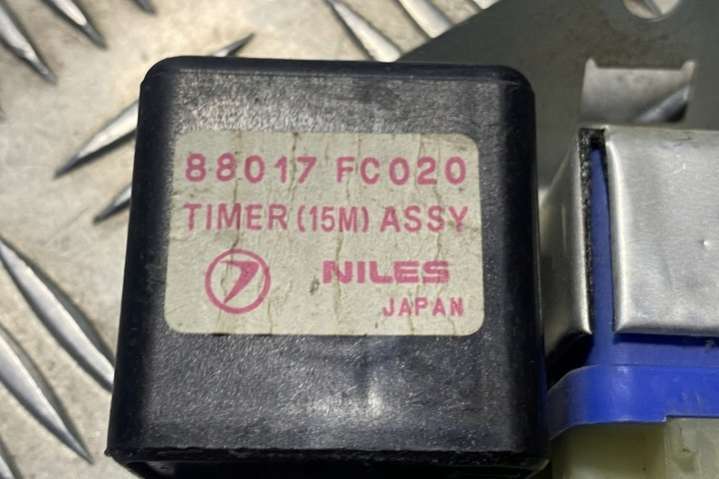 88017 FC020
TIMER (15M) ASSY
NILES
JAPAN